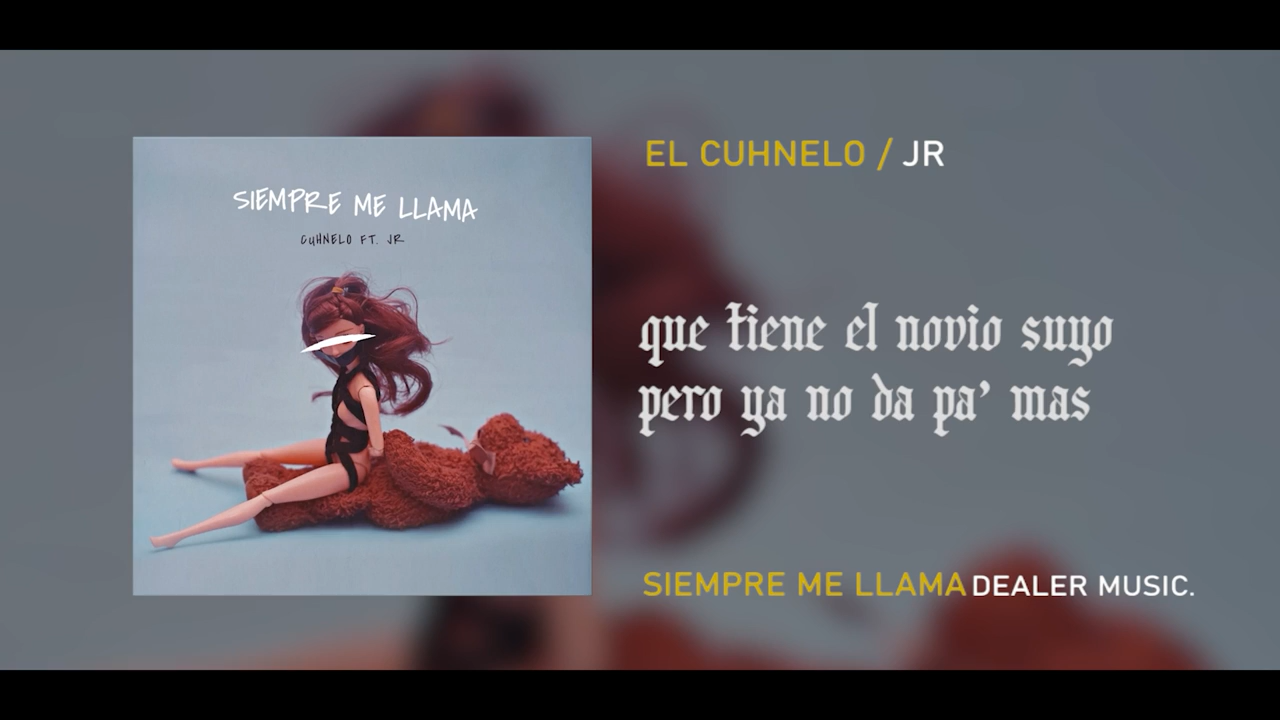 SIEMPRE ME LLAMA
CUHNELO FT. JR
EL CUHNELO / JR
que tiene el novio suyo
pero ya no da pa' mas
SIEMPRE ME LLAMA DEALER MUSIC.